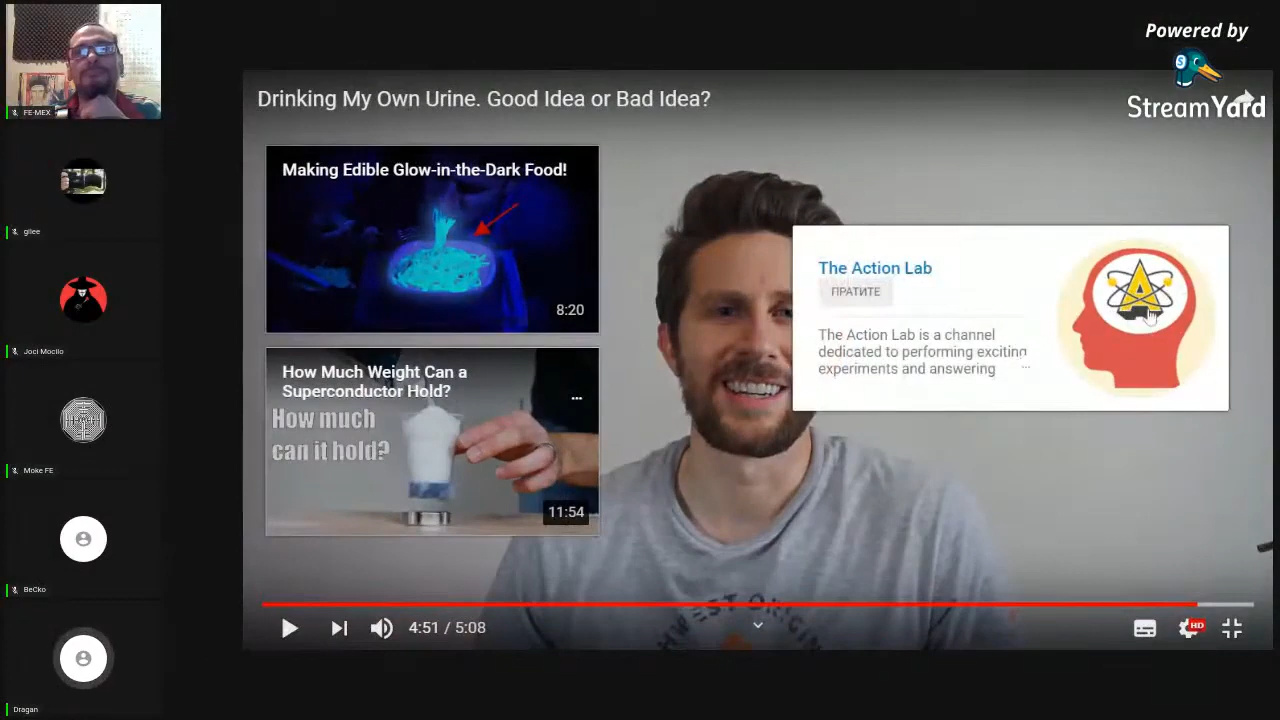 Powered by
StreamYard
FE-MEX
gllee
Joci Mocilo
Moke FE
BeCko
Dragan
Drinking My Own Urine. Good Idea or Bad Idea?
Making Edible Glow-in-the-Dark Food!
8:20
How Much Weight Can a
Superconductor Hold?
How much
can it hold?
11:54
The Action Lab
ПРАТИТЕ
The Action Lab is a channel
dedicated to performing exciting
experiments and answering
...
4:51 / 5:08
HD